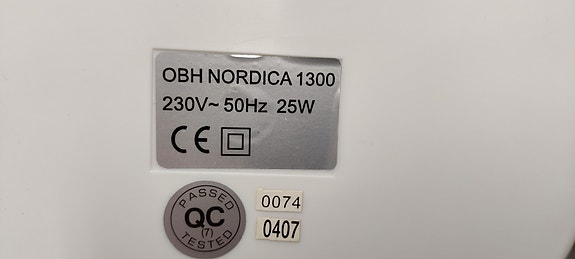 OBH NORDICA 1300
230V~ 50Hz 25W
CE
PASSED
QC
(7)
TESTED
0074
0407